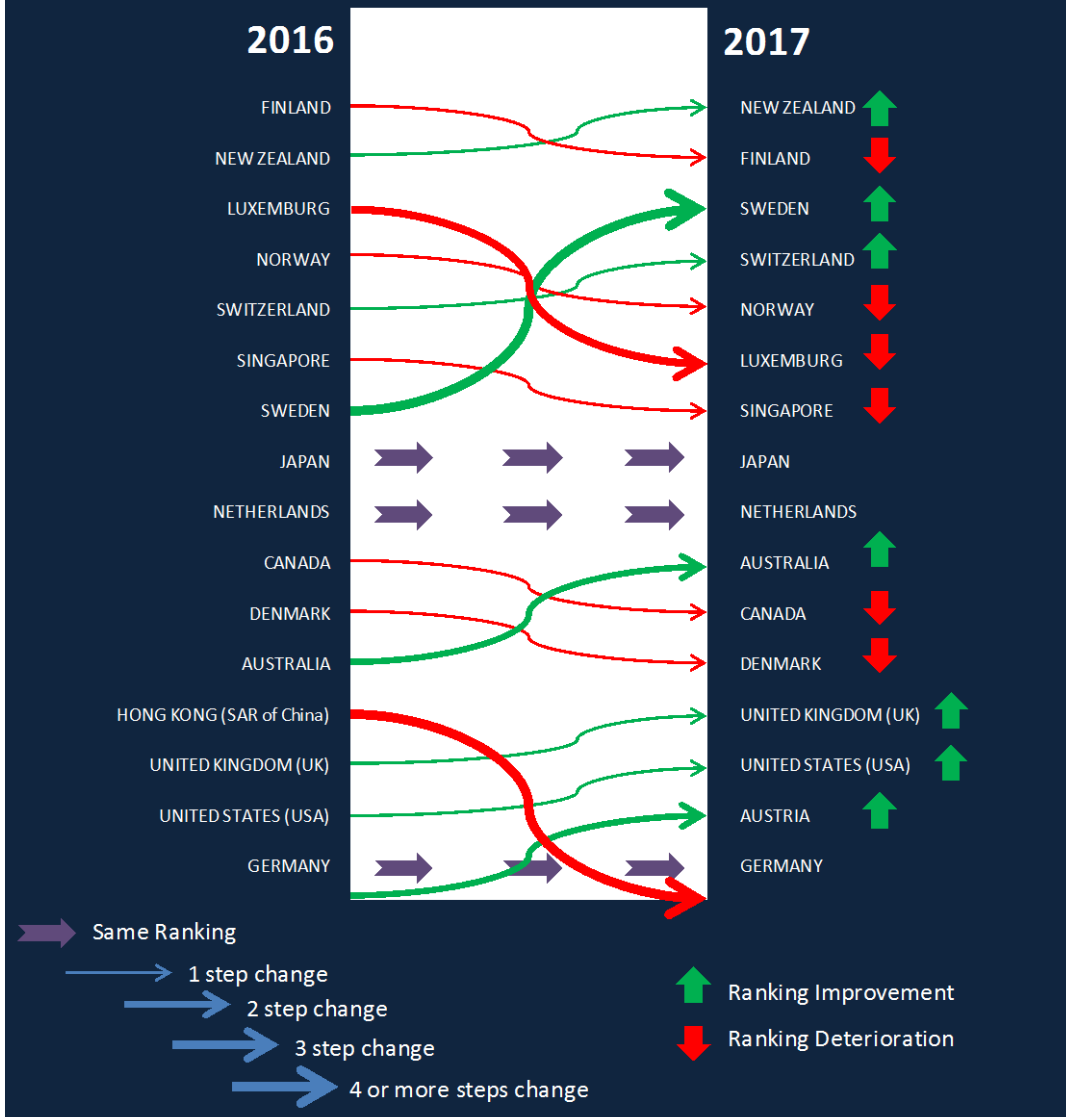 2016 2017
FINLAND NEW ZEALAND
NEW ZEALAND FINLAND
LUXEMBURG SWEDEN
NORWAY SWITZERLAND
SWITZERLAND NORWAY
SINGAPORE LUXEMBURG
SWEDEN SINGAPORE
JAPAN JAPAN
NETHERLANDS NETHERLANDS
CANADA AUSTRALIA
DENMARK CANADA
AUSTRALIA DENMARK
HONG KONG (SAR of China) UNITED KINGDOM (UK)
UNITED KINGDOM (UK) UNITED STATES (USA)
UNITED STATES (USA) AUSTRIA
GERMANY GERMANY
Same Ranking
1 step change
2 step change
3 step change
4 or more steps change
Ranking Improvement
Ranking Deterioration